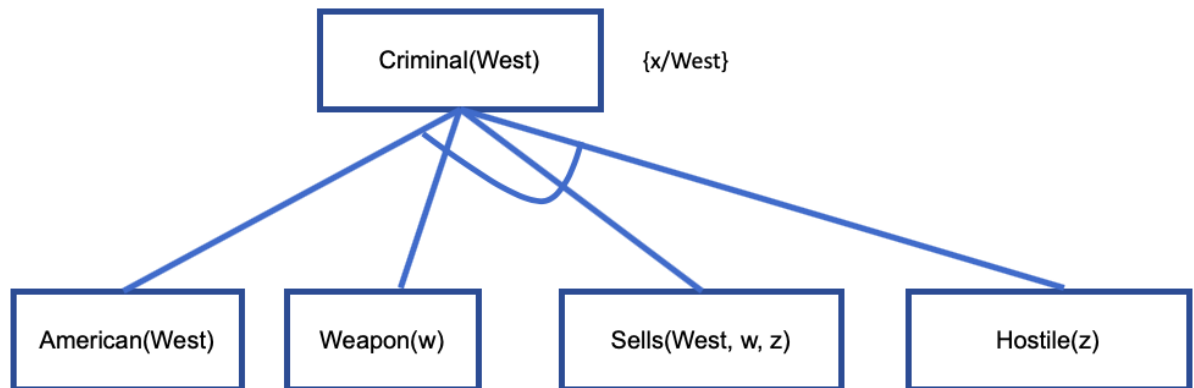 Criminal(West)
{x/West}
American(West)
Weapon(w)
Sells(West, w, z)
Hostile(z)